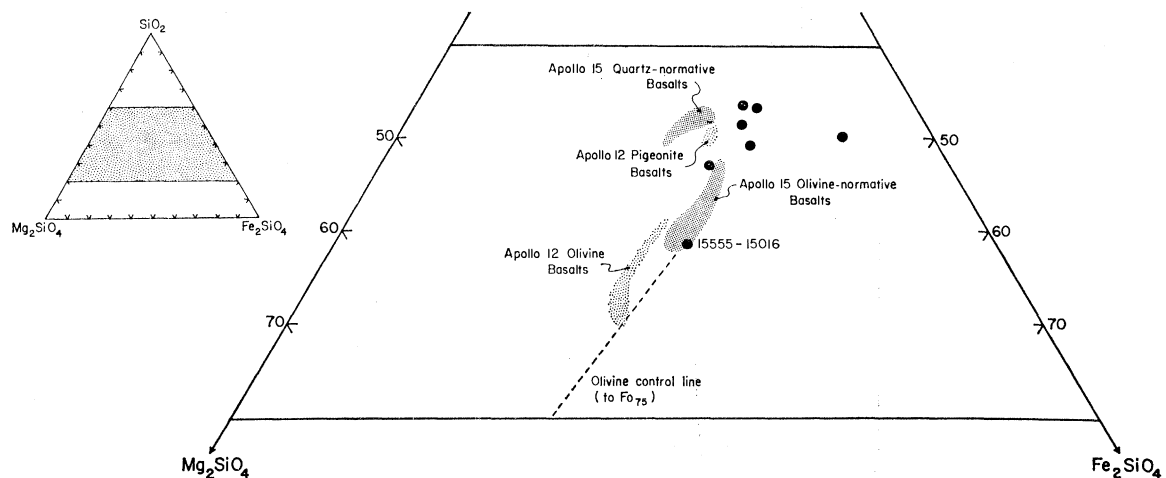 SiO2
Mg2SiO4
Fe2SiO4
Apollo 15 Quartz-normative
Basalts
50
50
Apollo 12 Pigeonite
Basalts
Apollo 15 Olivine-normative
Basalts
60
60
15555-15016
Apollo 12 Olivine
Basalts
70
70
Olivine control line
(to Fo75)
Mg2SiO4
Fe2SiO4